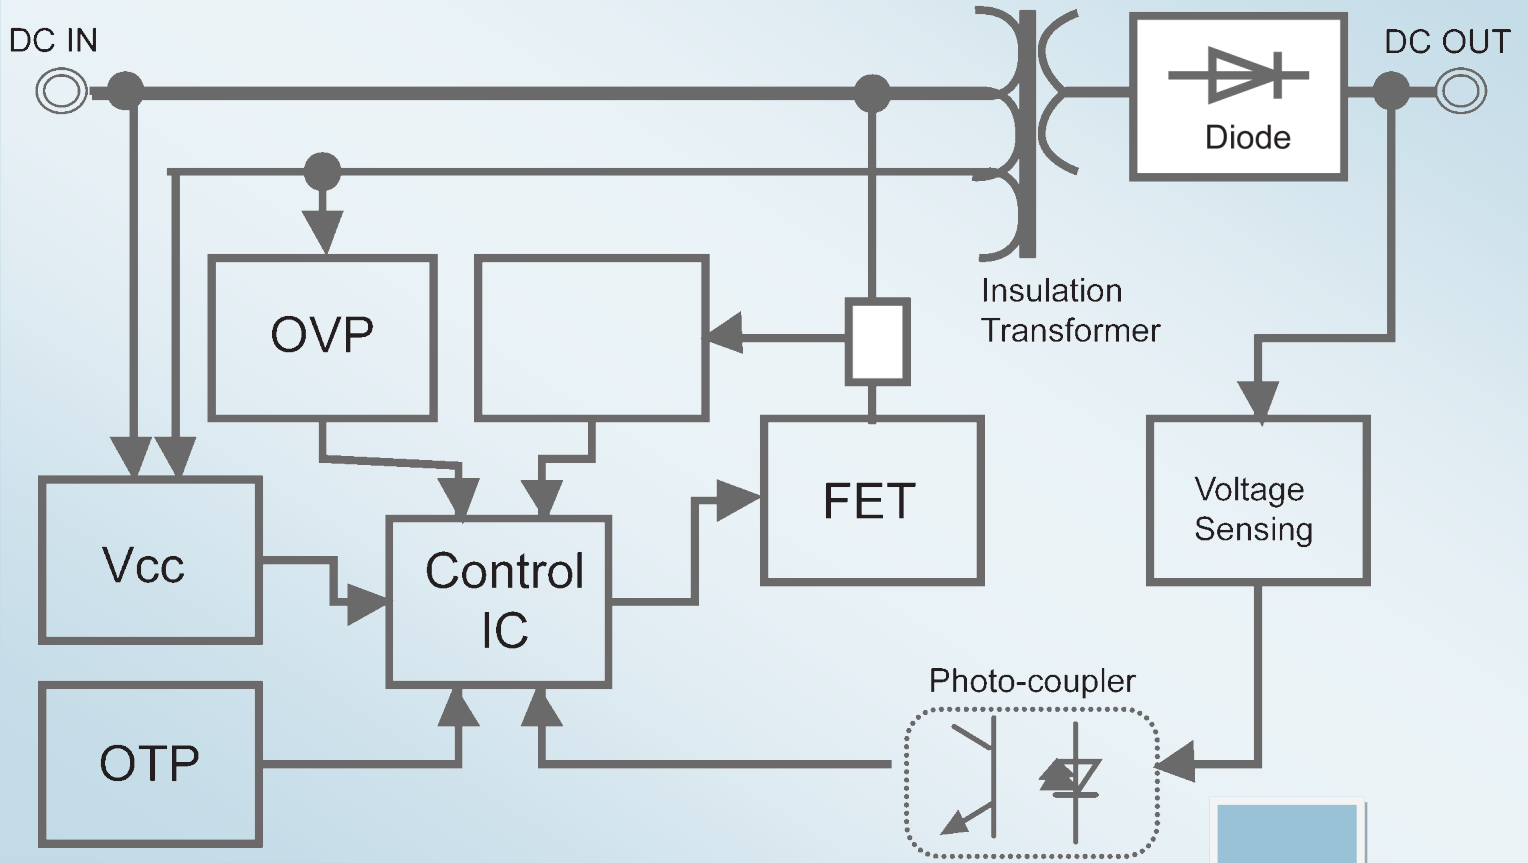 DC IN
DC OUT
Diode
Insulation
Transformer
OVP
FET
Voltage
Sensing
Vcc
Control
IC
Photo-coupler
OTP